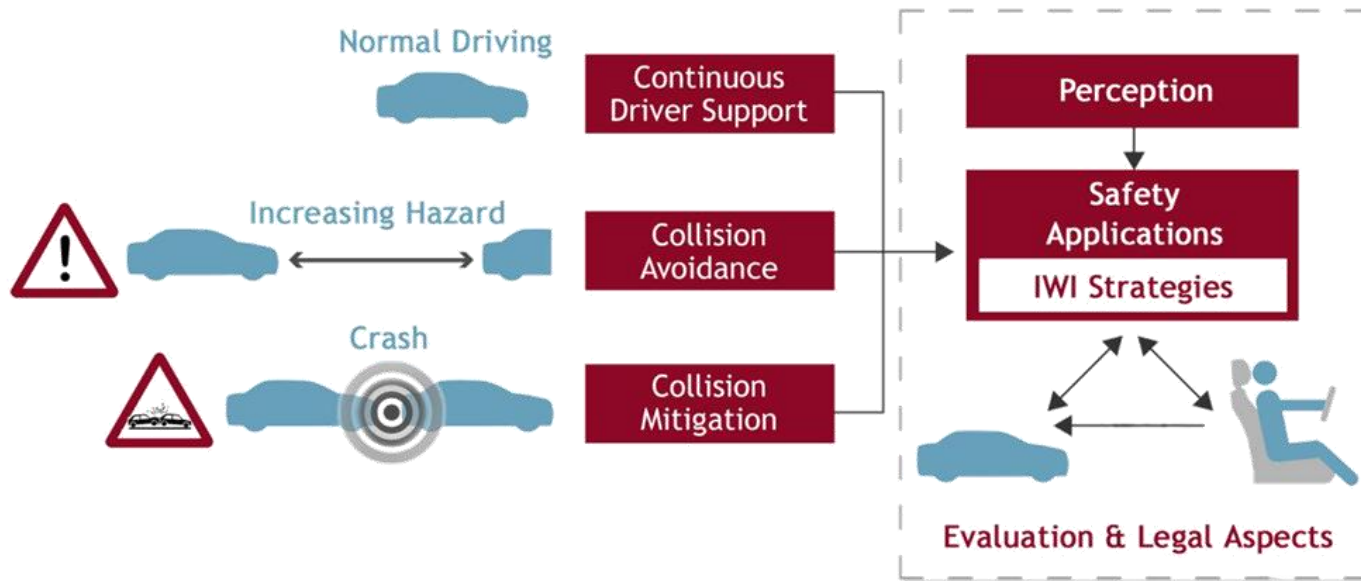 Normal Driving
Continuous
Driver Support
Increasing Hazard
Collision
Avoidance
Crash
Collision
Mitigation
Perception
Safety
Applications
IWI Strategies
Evaluation & Legal Aspects